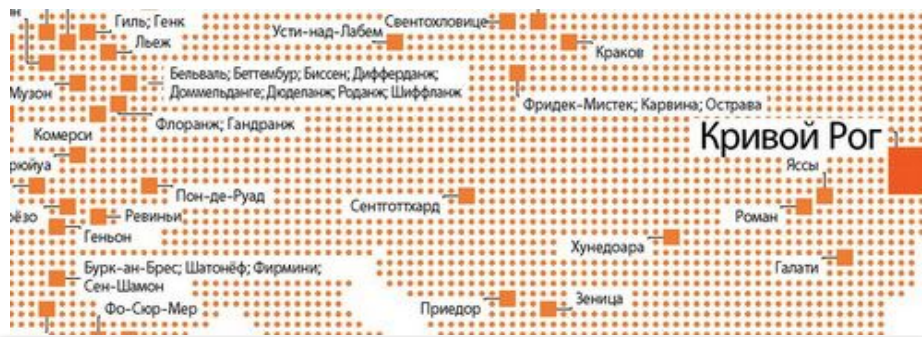 Гиль; Генк
Льеж
Усти-над-Лабем
Свентохловице
Краков
Музон
Бельваль; Беттембур; Биссен; Дифферданж;
Доммельданге; Дюделанж; Роданж; Шиффланж
Фридек-Мистек; Карвина; Острава
Флоранж; Гандранж
Комерси
Кривой Рог
Яссы
Пон-де-Руад
Сентготтхард
Роман
Ревиньи
Геньон
Хунедоара
Галати
Бурк-ан-Брес; Шатонёф; Фирмини;
Сен-Шамон
Фо-Сюр-Мер
Приедор
Зеница